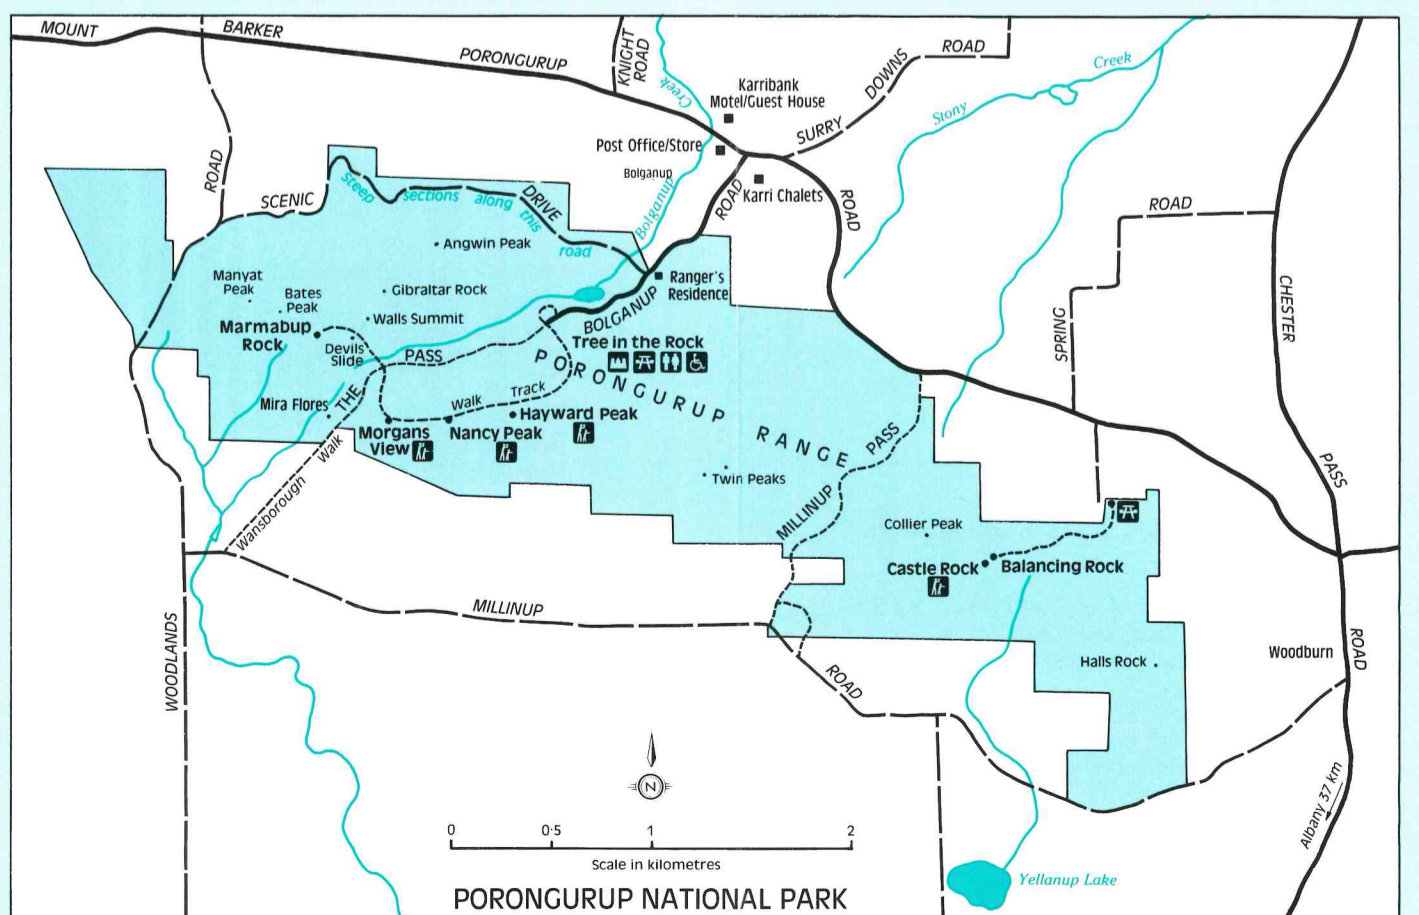 MOUNT
BARKER
PORONGURUP
KNIGHT
ROAD
Creek
Karribank
Motel/Guest House
SURRY
DOWNS
ROAD
Stony
Creek
Post Office/Store
Bolganup
Bolganup
ROAD
Karri Chalets
ROAD
ROAD
SCENIC
DRIVE
Steep
sections
along
this
road
ROAD
CHESTER
PASS
ROAD
SPRING
Angwin Peak
Manyat
Peak
Bates
Peak
Gibraltar Rock
Walls Summit
Marmabup
Rock
Devils
Slide
Ranger's
Residence
BOLGANUP
Tree in the Rock
THE
PASS
PORONGURUP
RANGE
Mira Flores
Walk
Track
Hayward Peak
Morgans
View
Nancy Peak
Wansborough
Walk
Twin Peaks
MILLINUP
PASS
Collier Peak
Castle Rock
Balancing Rock
WOODLANDS
MILLINUP
ROAD
Halls Rock
Woodburn
Albany 37 km
N
0
0·5
1
2
Scale in kilometres
PORONGURUP NATIONAL PARK
Yellanup Lake